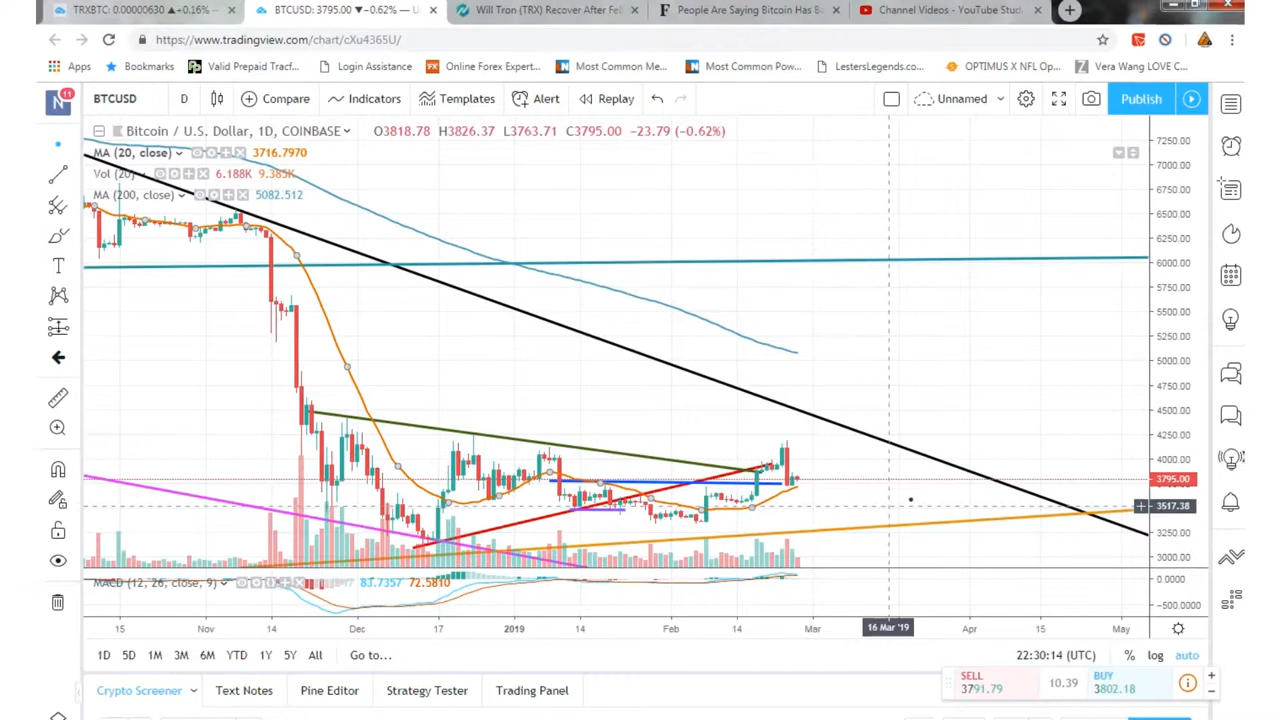 TRXBTC: 0.00000630 ▲+0.16% —
BTCUSD: 3795.00 ▼−0.62% — U
Will Tron (TRX) Recover After Fel
People Are Saying Bitcoin Has Bo
Channel Videos - YouTube Studi
https://www.tradingview.com/chart/cXu4365U/
Apps
Bookmarks
Valid Prepaid Tracf...
Login Assistance
Online Forex Expert...
Most Common Me...
Most Common Pow...
LestersLegends.co...
OPTIMUS X NFL Op...
Vera Wang LOVE C...
N 11
BTCUSD
D
Compare
Indicators
Templates
Alert
Replay
Unnamed
Publish
Bitcoin / U.S. Dollar, 1D, COINBASE
O3818.78 H3826.37 L3763.71 C3795.00 −23.79 (−0.62%)
MA (20, close) 3716.7970
Vol (20) 6.188K 9.385K
MA (200, close) 5082.512
7250.00
7000.00
6750.00
6500.00
6250.00
6000.00
5750.00
5500.00
5250.00
5000.00
4750.00
4500.00
4250.00
4000.00
3795.00
3517.38
3250.00
3000.00
MACD (12, 26, close, 9) 83.7357 72.5810
0.0000
−500.0000
15 Nov 14 Dec 17 2019 14 Feb 14 Mar 16 Mar '19 Apr 15 May
1D 5D 1M 3M 6M YTD 1Y 5Y All Go to...
22:30:14 (UTC) % log auto
SELL
3791.79
10.39
BUY
3802.18
Crypto Screener
Text Notes
Pine Editor
Strategy Tester
Trading Panel